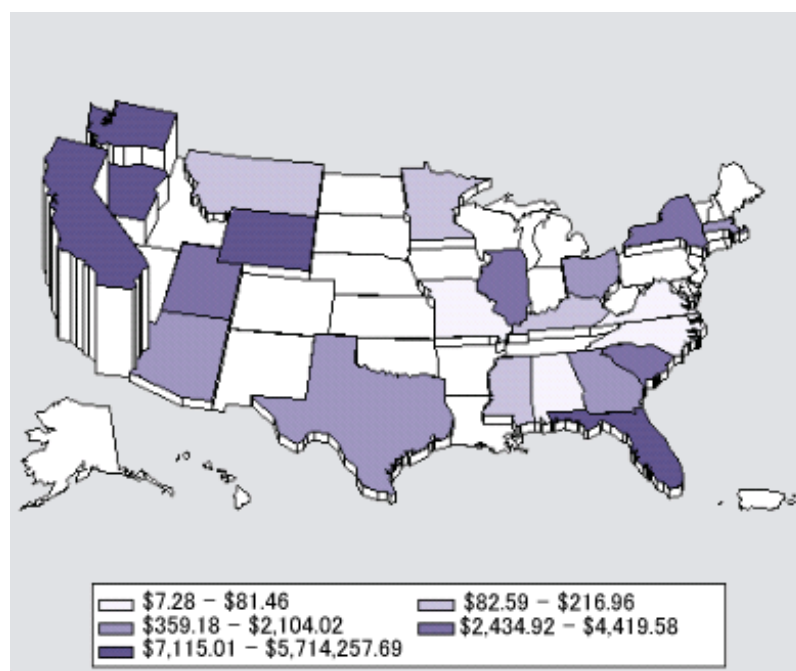 $7.28 – $81.46 $82.59 – $216.96
$359.18 – $2,104.02 $2,434.92 – $4,419.58
$7,115.01 – $5,714,257.69